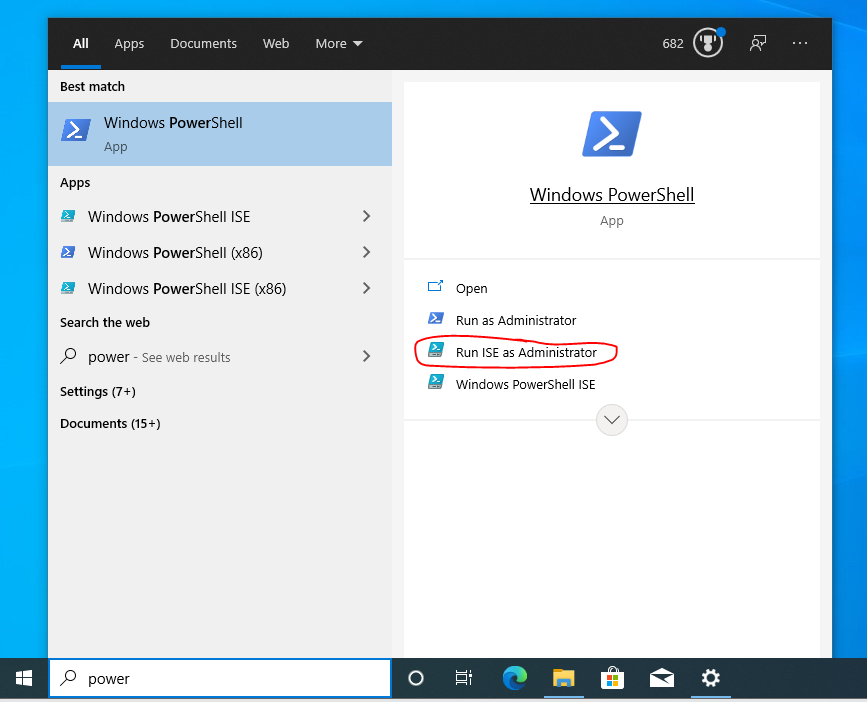 All Apps Documents Web More 682
Best match
Windows PowerShell
App
Apps
Windows PowerShell ISE
Windows PowerShell (x86)
Windows PowerShell ISE (x86)
Search the web
power - See web results
Settings (7+)
Documents (15+)
Windows PowerShell
App
Open
Run as Administrator
Run ISE as Administrator
Windows PowerShell ISE
power